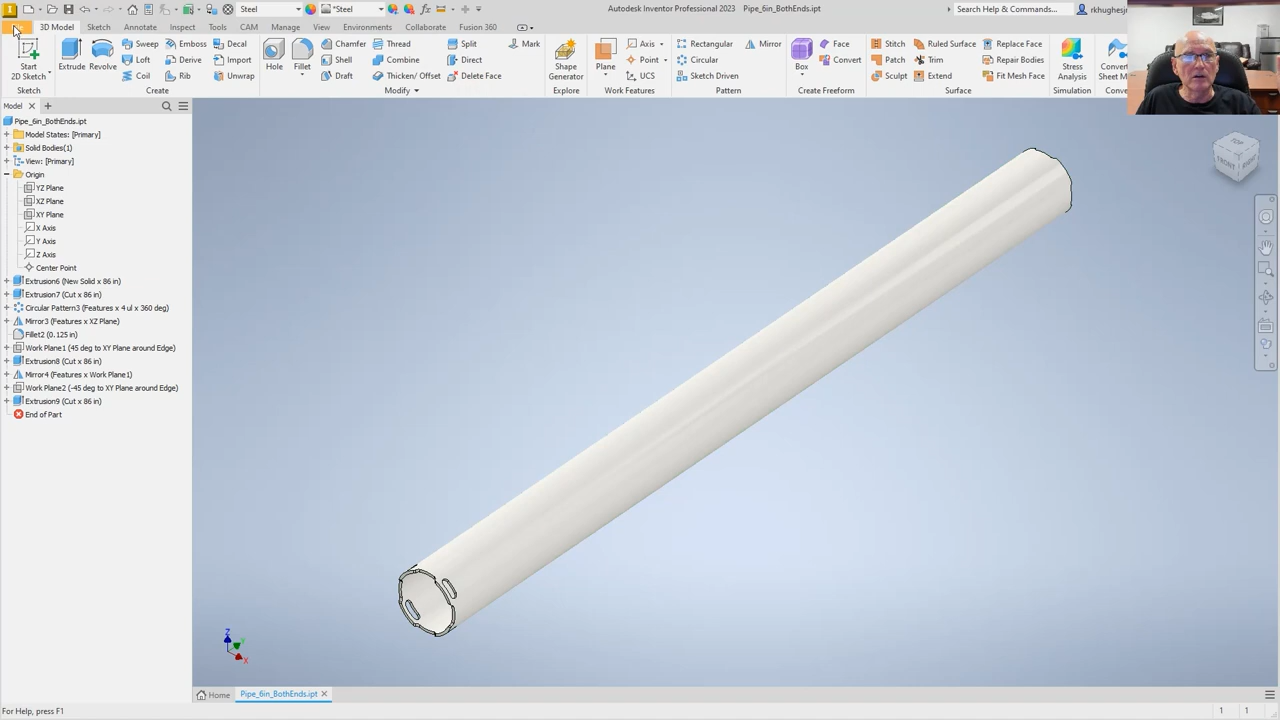 Steel
*Steel
Autodesk Inventor Professional 2023 Pipe_6in_BothEnds.ipt
Search Help & Commands...
rkhughesjr
3D Model Sketch Annotate Inspect Tools CAM Manage View Environments Collaborate Fusion 360
Start
2D Sketch
Extrude Revolve
Sweep Emboss Decal
Loft Derive Import
Coil Rib Unwrap
Hole Fillet
Chamfer Thread Split Mark
Shell Combine Direct
Draft Thicken/ Offset Delete Face
Shape
Generator
Plane
Axis
Point
UCS
Rectangular Mirror
Circular
Sketch Driven
Box
Face
Convert
Stitch Ruled Surface Replace Face
Patch Trim Repair Bodies
Sculpt Extend Fit Mesh Face
Stress
Analysis
Convert
Sheet M
Sketch Create Modify Explore Work Features Pattern Create Freeform Surface Simulation Conv
Model
Pipe_6in_BothEnds.ipt
Model States: [Primary]
Solid Bodies(1)
View: [Primary]
Origin
YZ Plane
XZ Plane
XY Plane
X Axis
Y Axis
Z Axis
Center Point
Extrusion6 (New Solid x 86 in)
Extrusion7 (Cut x 86 in)
Circular Pattern3 (Features x 4 ul x 360 deg)
Mirror3 (Features x XZ Plane)
Fillet2 (0.125 in)
Work Plane1 (45 deg to XY Plane around Edge)
Extrusion8 (Cut x 86 in)
Mirror4 (Features x Work Plane1)
Work Plane2 (-45 deg to XY Plane around Edge)
Extrusion9 (Cut x 86 in)
End of Part
TOP
FRONT RIGHT
Z
Y
X
Home Pipe_6in_BothEnds.ipt
For Help, press F1
1 1